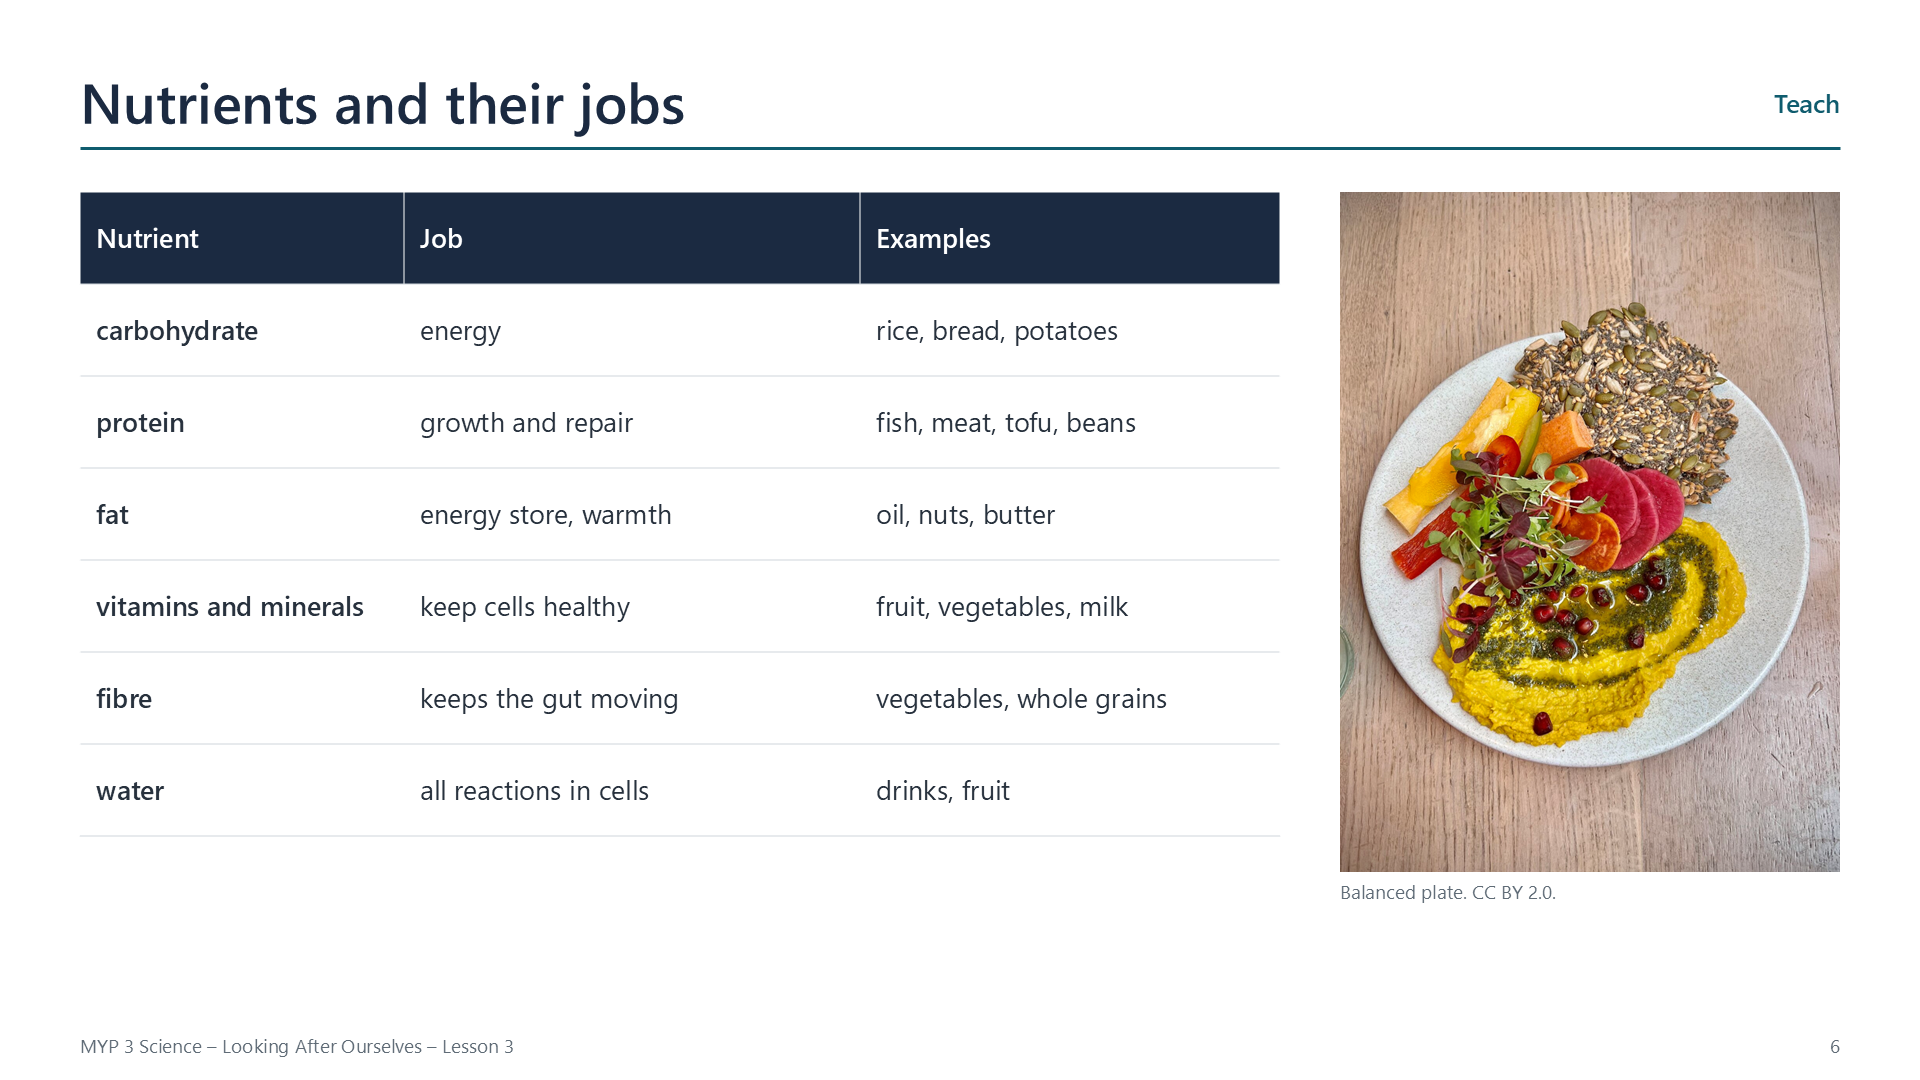 Nutrients and their jobs
Teach
Nutrient Job Examples
carbohydrate energy rice, bread, potatoes
protein growth and repair fish, meat, tofu, beans
fat energy store, warmth oil, nuts, butter
vitamins and minerals keep cells healthy fruit, vegetables, milk
fibre keeps the gut moving vegetables, whole grains
water all reactions in cells drinks, fruit
Balanced plate. CC BY 2.0.
MYP 3 Science – Looking After Ourselves – Lesson 3
6